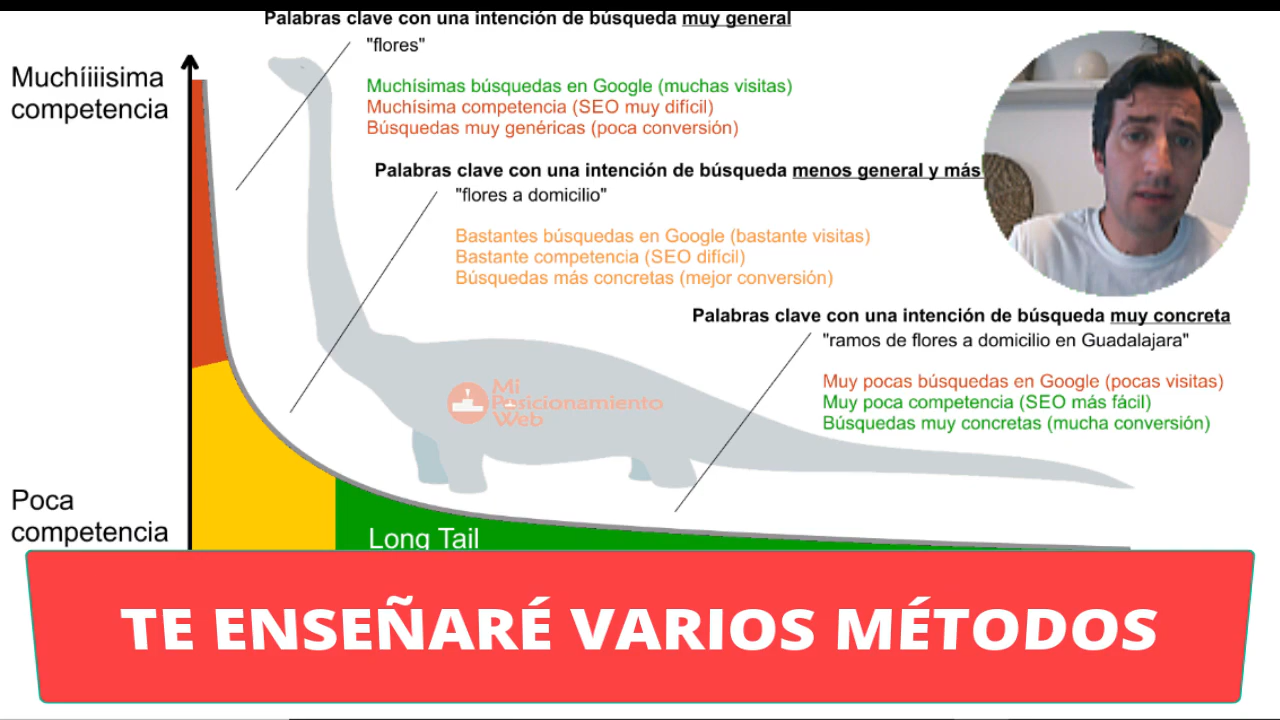 Palabras clave con una intención de búsqueda muy general
"flores"
Muchíiiisima
competencia
Muchísimas búsquedas en Google (muchas visitas)
Muchísima competencia (SEO muy difícil)
Búsquedas muy genéricas (poca conversión)
Palabras clave con una intención de búsqueda menos general y más
"flores a domicilio"
Bastantes búsquedas en Google (bastante visitas)
Bastante competencia (SEO difícil)
Búsquedas más concretas (mejor conversión)
Palabras clave con una intención de búsqueda muy concreta
"ramos de flores a domicilio en Guadalajara"
Muy pocas búsquedas en Google (pocas visitas)
Muy poca competencia (SEO más fácil)
Búsquedas muy concretas (mucha conversión)
Mi
Posicionamiento
Web
Poca
competencia
Long Tail
TE ENSEÑARÉ VARIOS MÉTODOS